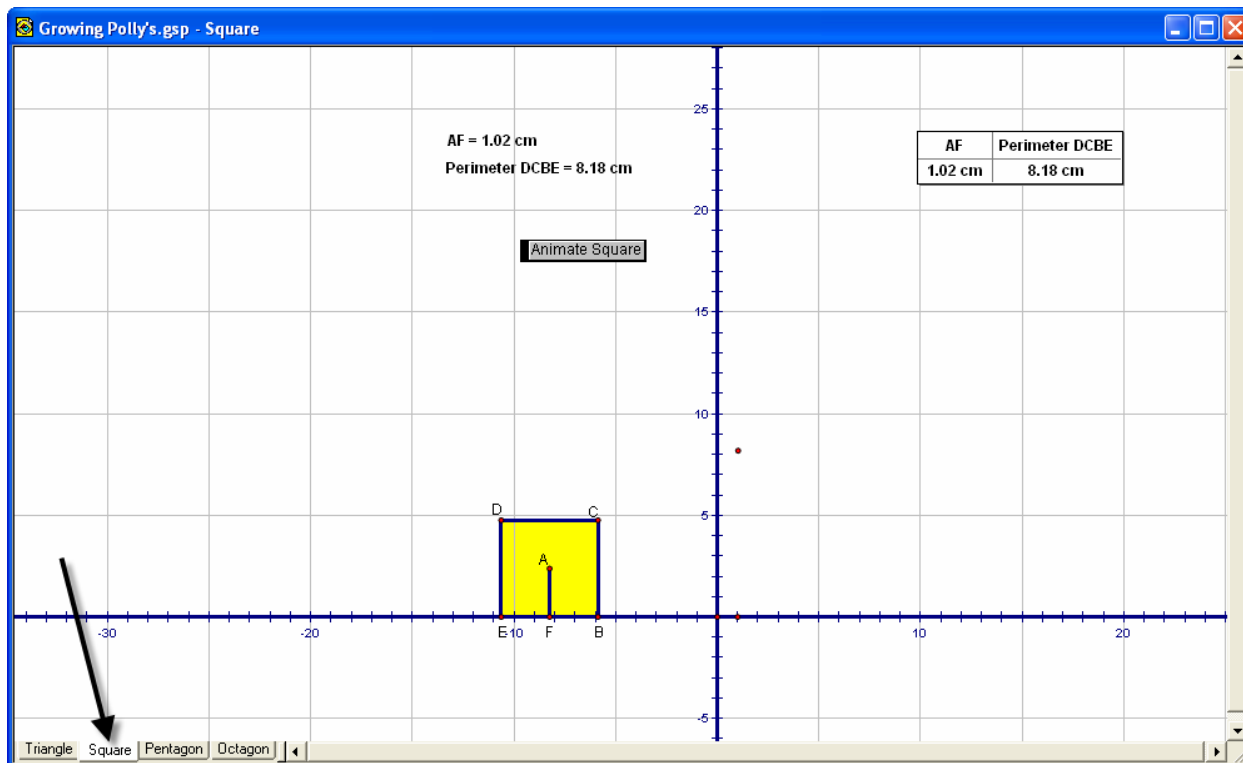 Growing Polly's.gsp - Square
25
AF = 1.02 cm
Perimeter DCBE = 8.18 cm
AF Perimeter DCBE
1.02 cm 8.18 cm
20
Animate Square
15
10
D C
5
A
-30 -20 -10 10 20
E F B
-5
Triangle Square Pentagon Octagon